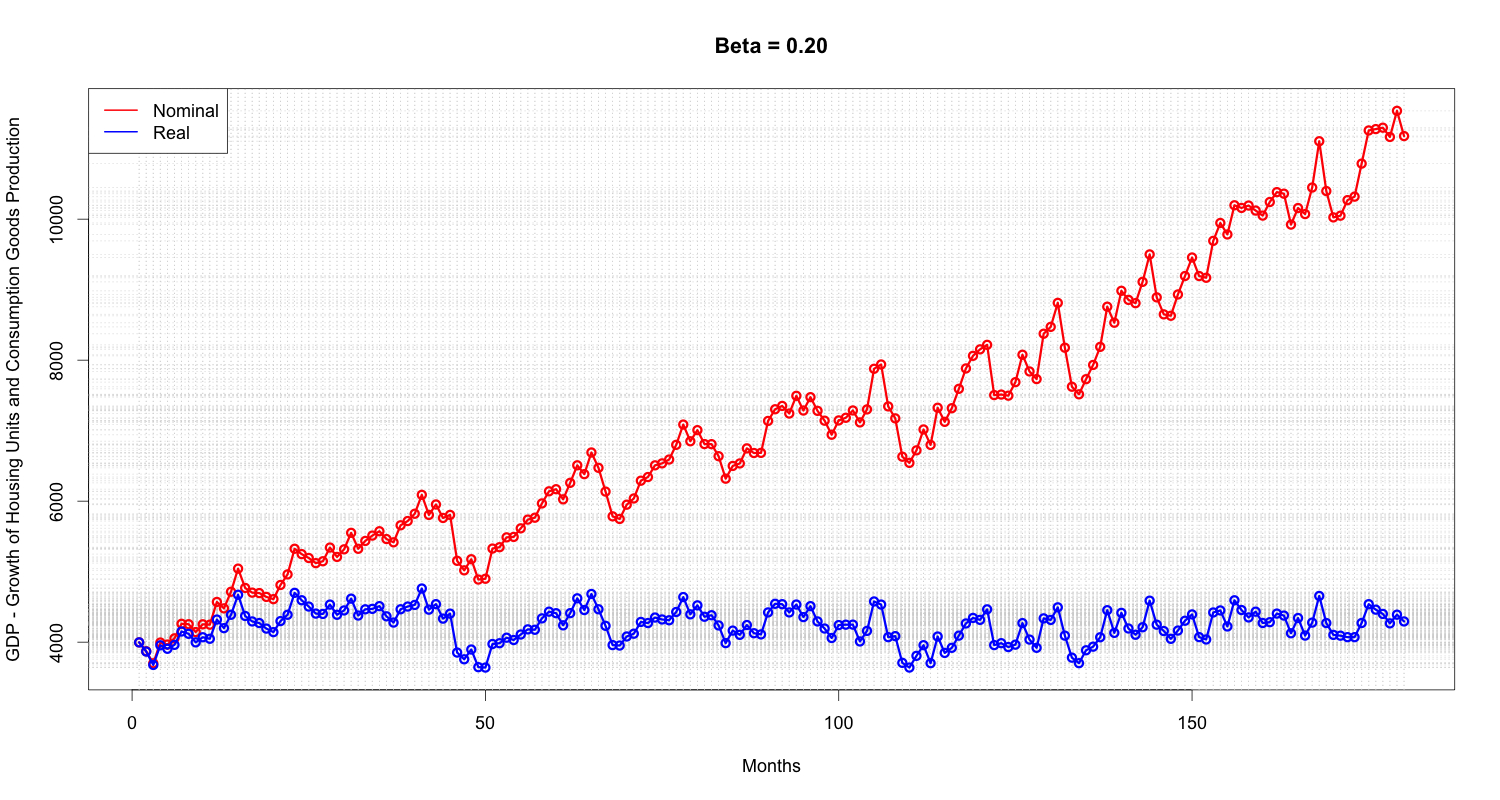 Beta = 0.20
Nominal
Real
GDP - Growth of Housing Units and Consumption Goods Production
10000
8000
6000
4000
0 50 100 150
Months